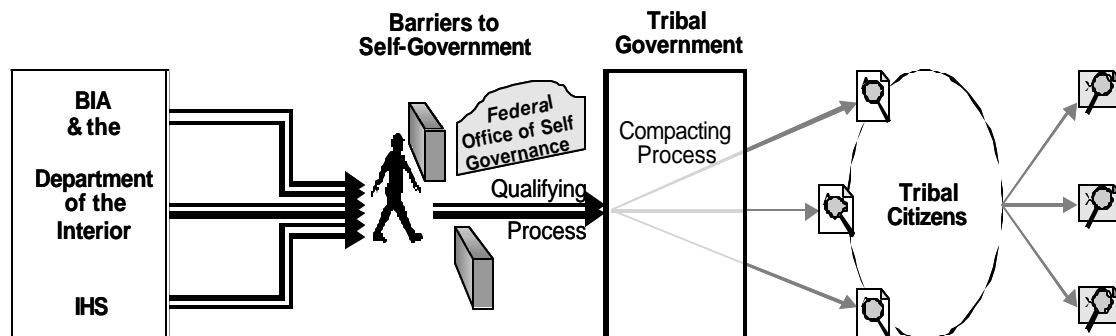 Barriers to
Self-Government
Tribal
Government
BIA
& the
Department
of the
Interior
IHS
Federal
Office of Self
Governance
Qualifying
Process
Compacting
Process
Tribal
Citizens